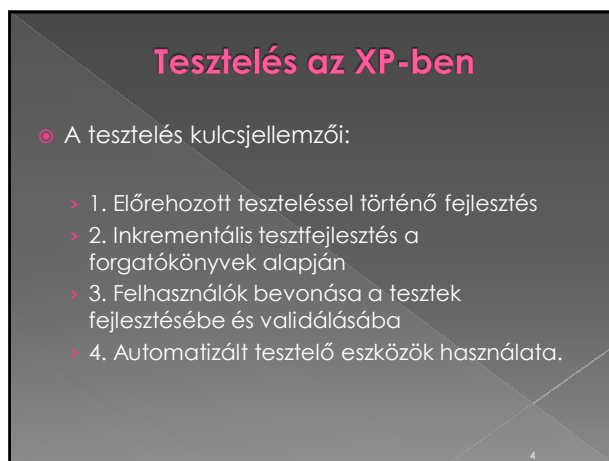 Tesztelés az XP-ben
A tesztelés kulcsjellemzői:
1. Előrehozott teszteléssel történő fejlesztés
2. Inkrementális tesztfejlesztés a
forgatókönyvek alapján
3. Felhasználók bevonása a tesztek
fejlesztésébe és validálásába
4. Automatizált tesztelő eszközök használata.
4